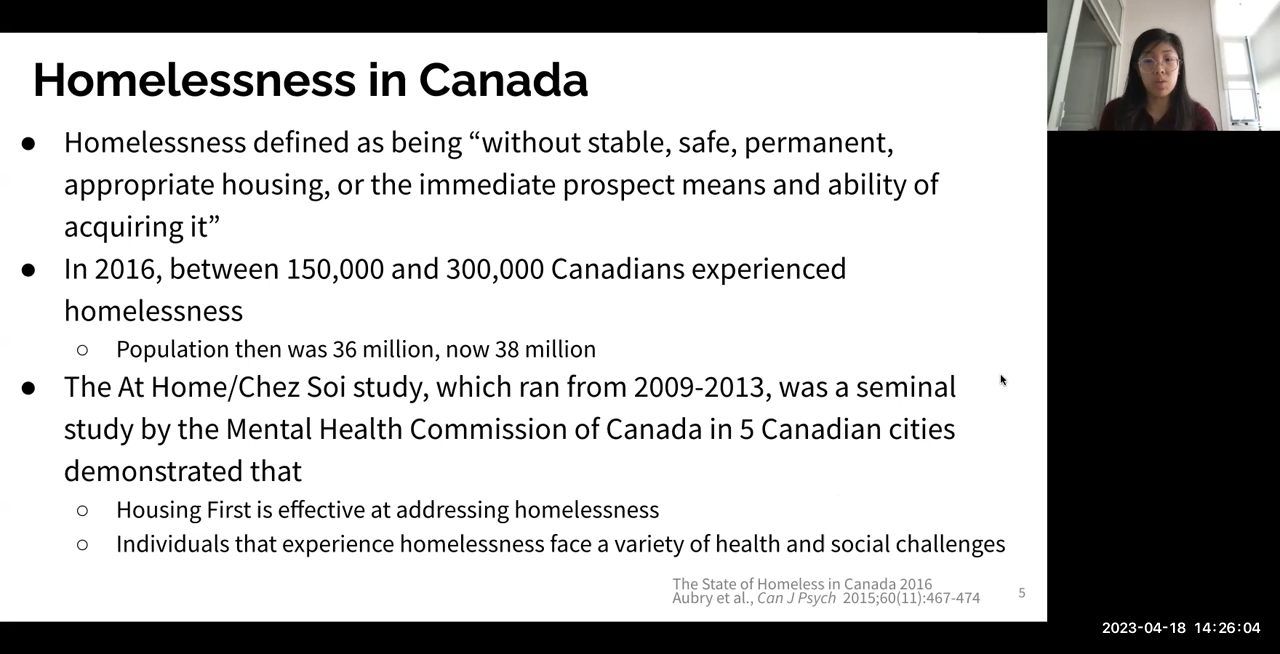 Homelessness in Canada
● Homelessness defined as being “without stable, safe, permanent,
appropriate housing, or the immediate prospect means and ability of
acquiring it”
● In 2016, between 150,000 and 300,000 Canadians experienced
homelessness
○ Population then was 36 million, now 38 million
● The At Home/Chez Soi study, which ran from 2009-2013, was a seminal
study by the Mental Health Commission of Canada in 5 Canadian cities
demonstrated that
○ Housing First is effective at addressing homelessness
○ Individuals that experience homelessness face a variety of health and social challenges
The State of Homeless in Canada 2016
Aubry et al., Can J Psych 2015;60(11):467-474
5
2023-04-18 14:26:04